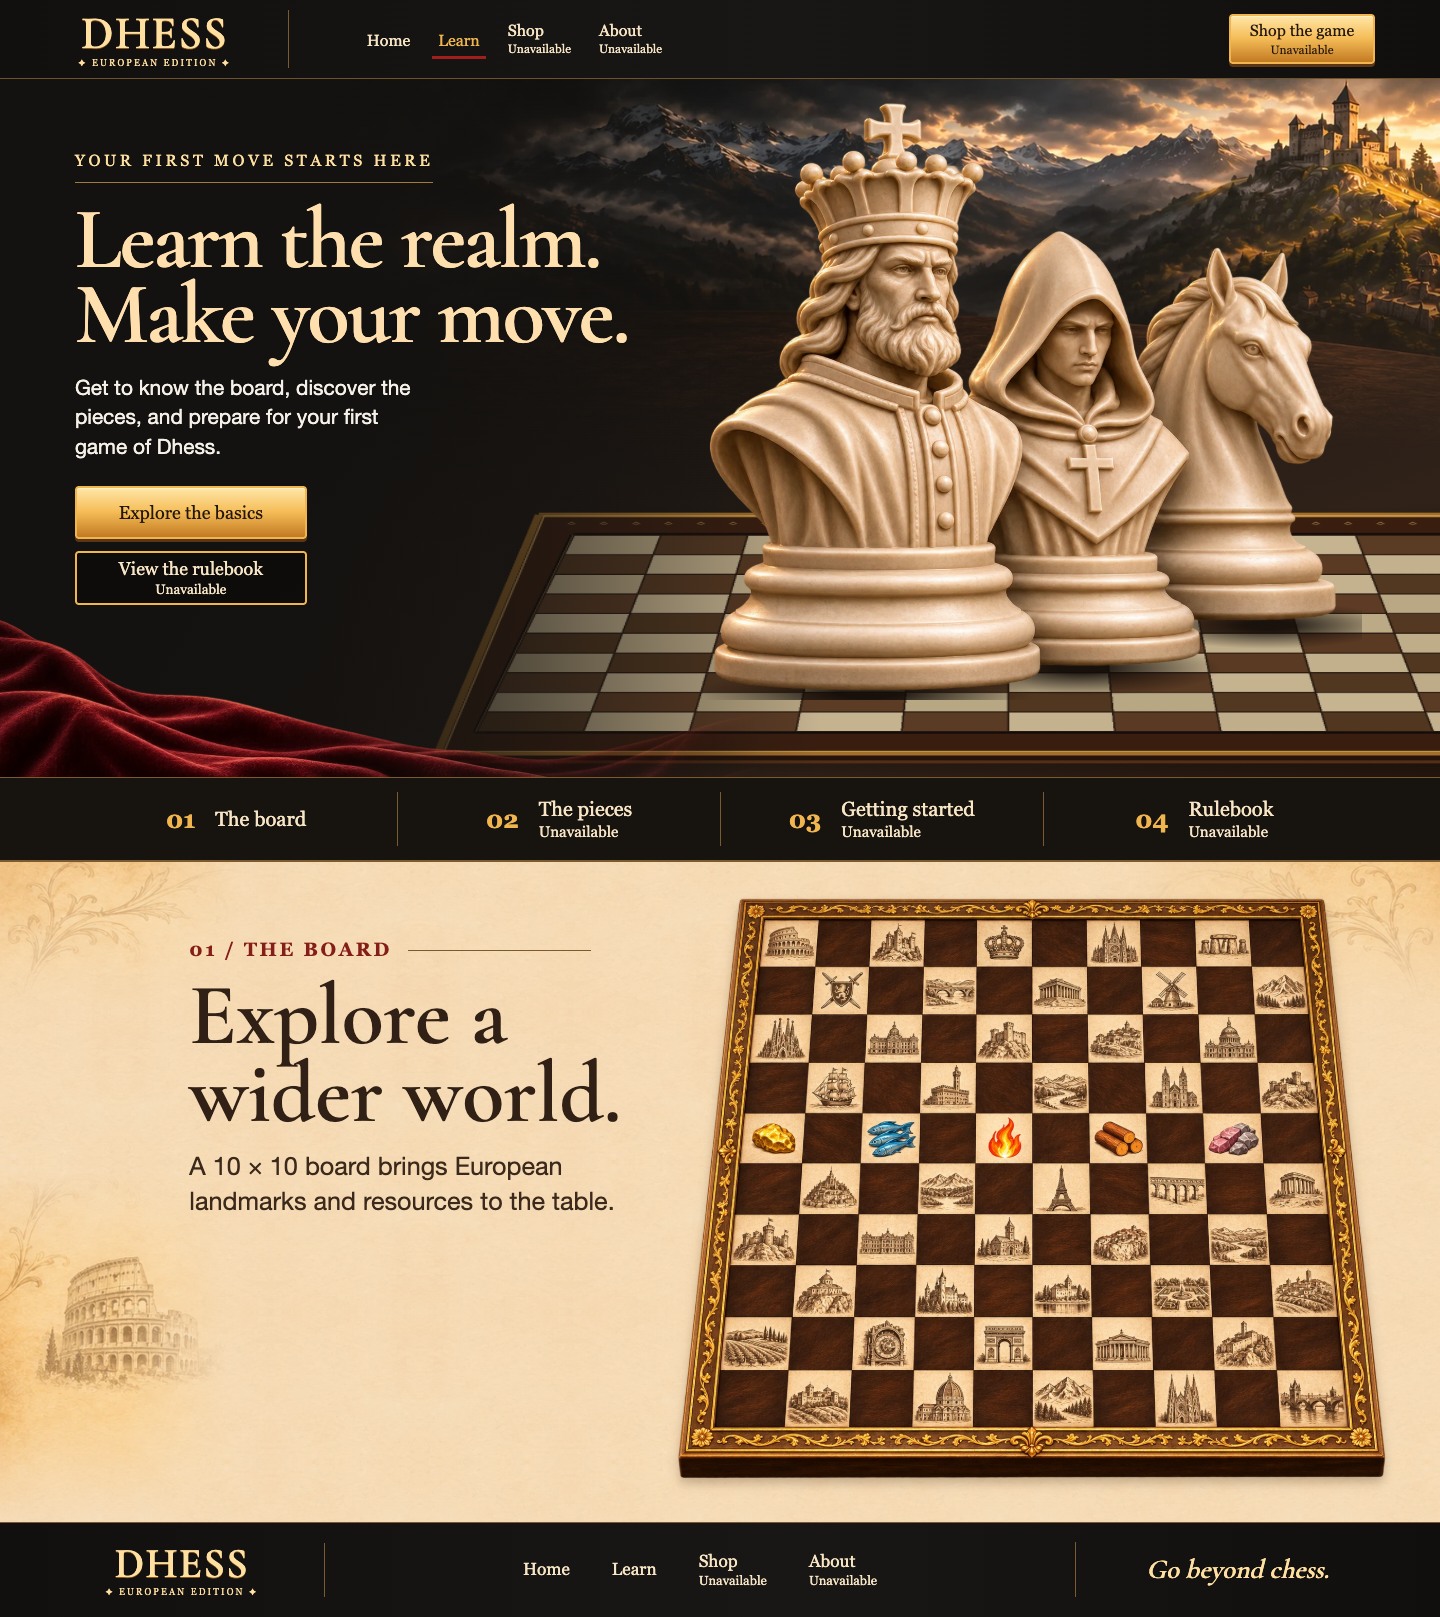 DHESS
EUROPEAN EDITION
Home
Learn
Shop
Unavailable
About
Unavailable
Shop the game
Unavailable
YOUR FIRST MOVE STARTS HERE
Learn the realm.
Make your move.
Get to know the board, discover the
pieces, and prepare for your first
game of Dhess.
Explore the basics
View the rulebook
Unavailable
01 The board
02 The pieces
Unavailable
03 Getting started
Unavailable
04 Rulebook
Unavailable
01 / THE BOARD
Explore a
wider world.
A 10 × 10 board brings European
landmarks and resources to the table.
DHESS
EUROPEAN EDITION
Home
Learn
Shop
Unavailable
About
Unavailable
Go beyond chess.